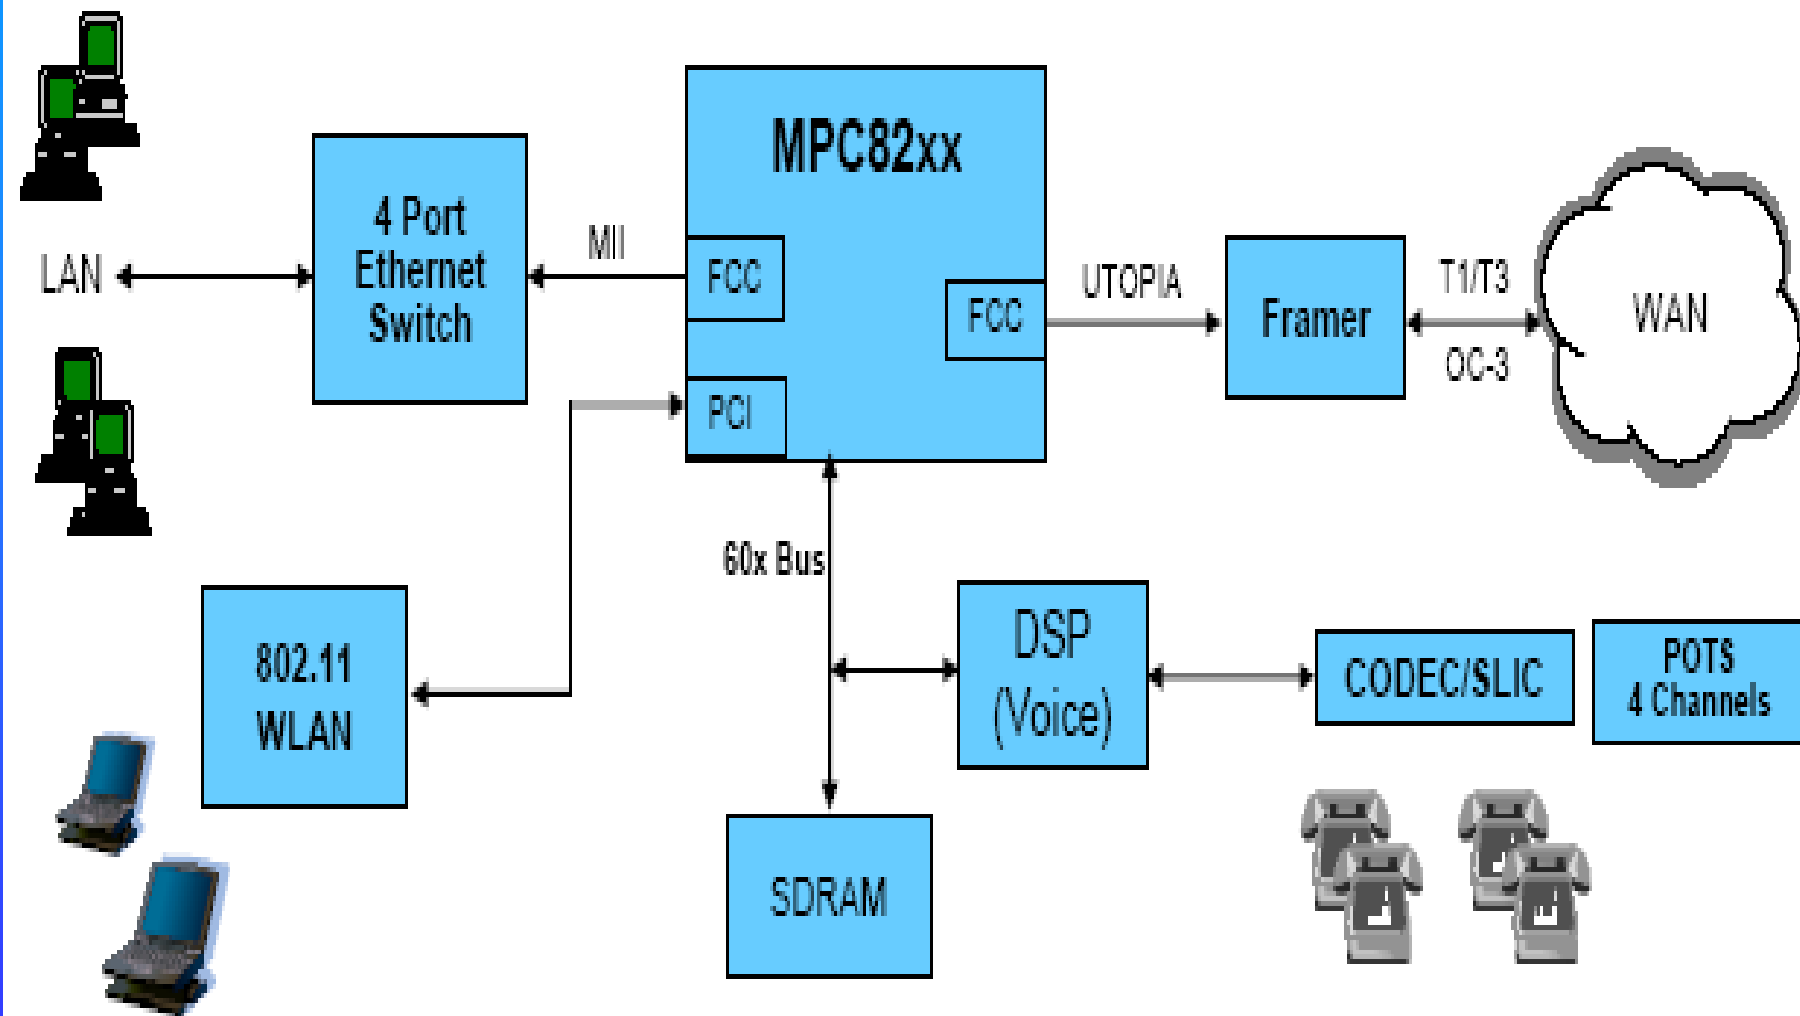 MPC82xx
4 Port
Ethernet
Switch
LAN
MII
FCC
FCC
UTOPIA
Framer
T1/T3
OC-3
WAN
PCI
60x Bus
802.11
WLAN
DSP
(Voice)
CODEC/SLIC
POTS
4 Channels
SDRAM